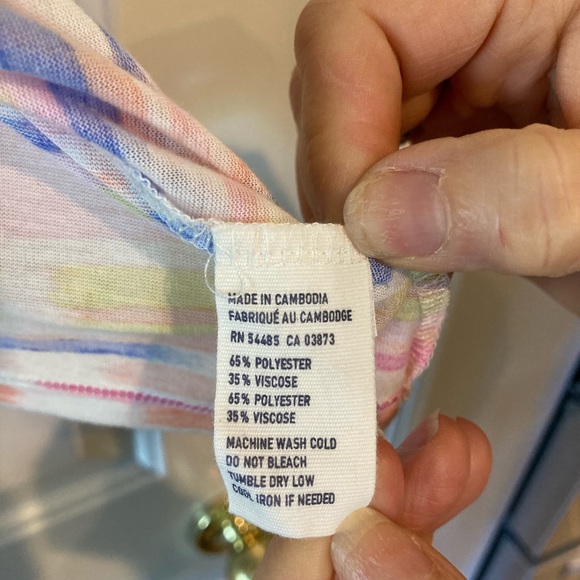 MADE IN CAMBODIA
FABRIQUÉ AU CAMBODGE
RN 54485 CA 03873
65% POLYESTER
35% VISCOSE
65% POLYESTER
35% VISCOSE
MACHINE WASH COLD
DO NOT BLEACH
TUMBLE DRY LOW
COOL IRON IF NEEDED